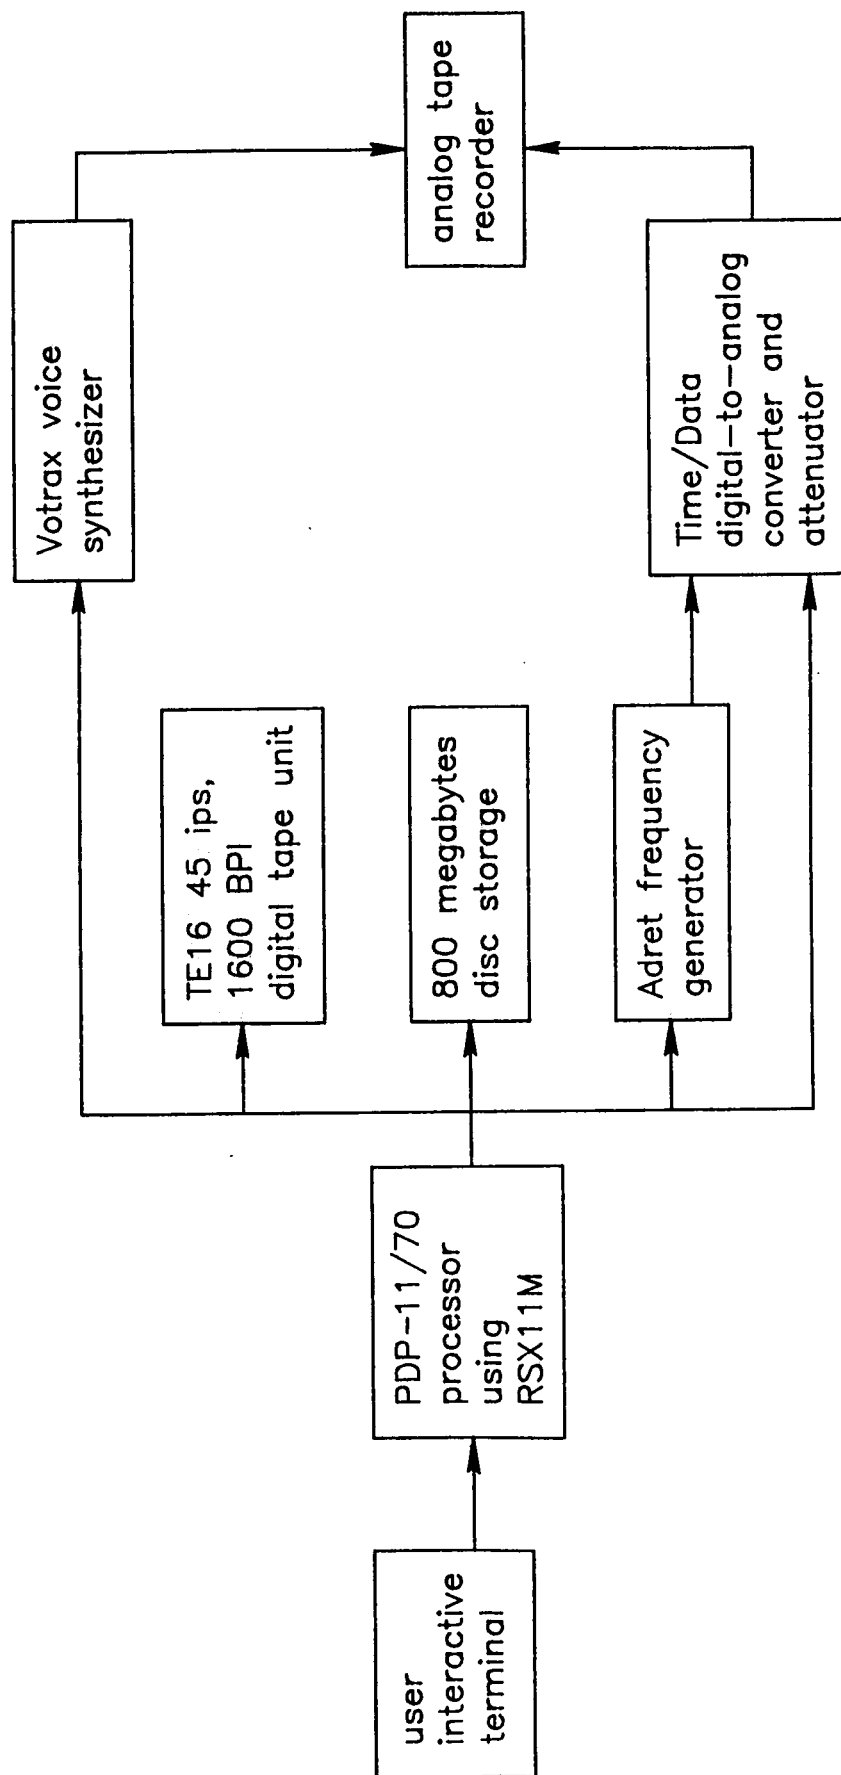 user
interactive
terminal
PDP-11/70
processor
using
RSX11M
Votrax voice
synthesizer
TE16 45 ips,
1600 BPI
digital tape unit
800 megabytes
disc storage
Adret frequency
generator
Time/Data
digital-to-analog
converter and
attenuator
analog tape
recorder